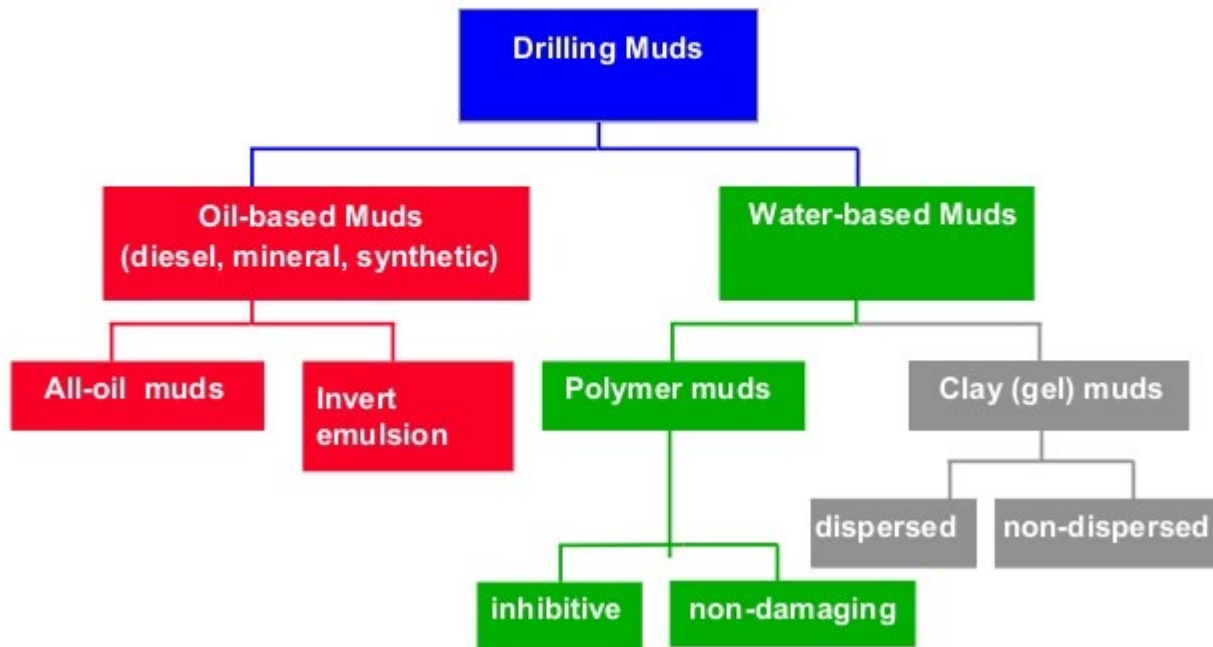 Drilling Muds
Oil-based Muds
(diesel, mineral, synthetic)
Water-based Muds
All-oil muds
Invert
emulsion
Polymer muds
Clay (gel) muds
dispersed
non-dispersed
inhibitive
non-damaging